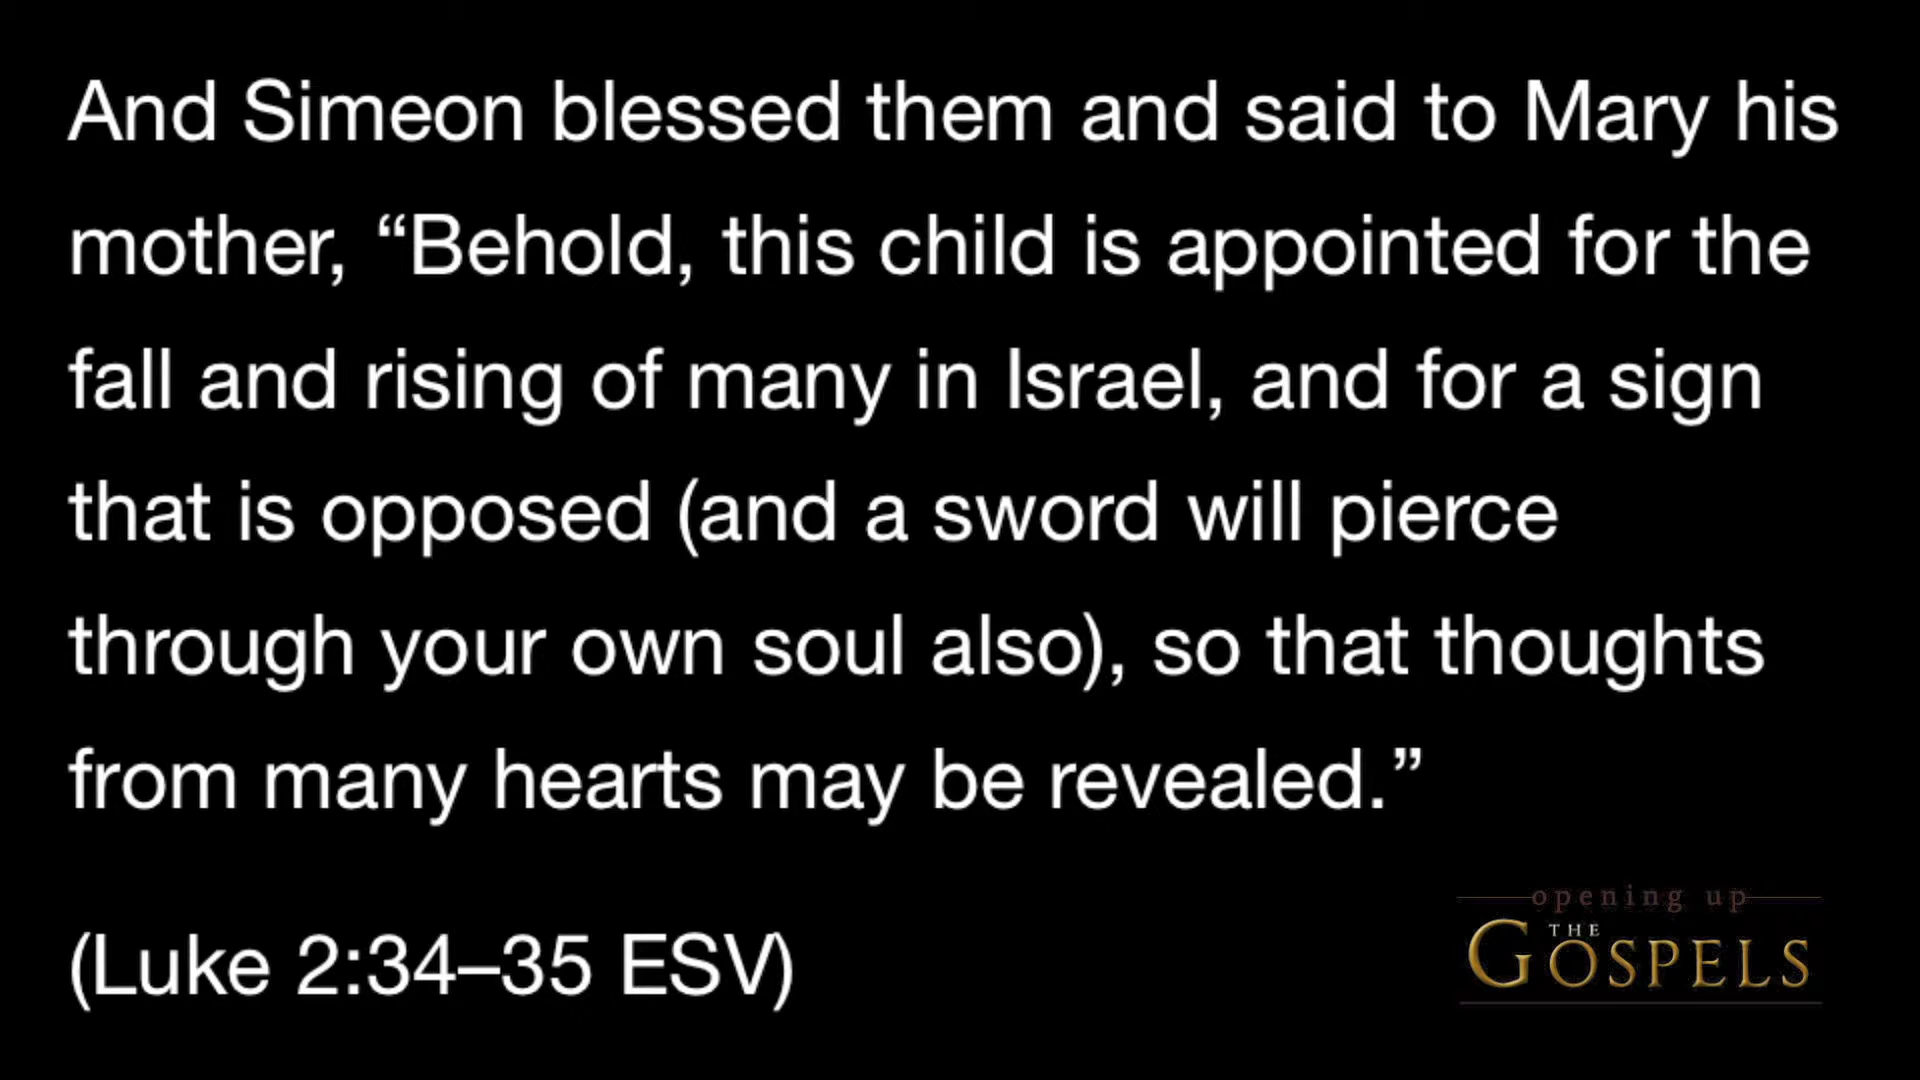 And Simeon blessed them and said to Mary his
mother, “Behold, this child is appointed for the
fall and rising of many in Israel, and for a sign
that is opposed (and a sword will pierce
through your own soul also), so that thoughts
from many hearts may be revealed.”
(Luke 2:34–35 ESV)
opening up
THE
GOSPELS